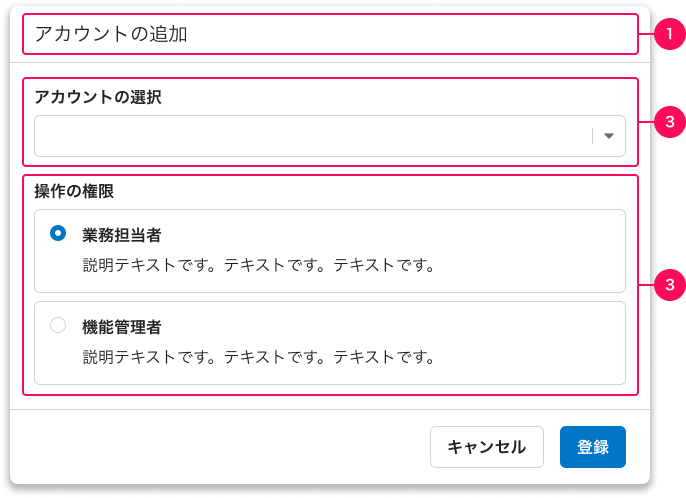 アカウントの追加
1
アカウントの選択
3
操作の権限
業務担当者
説明テキストです。テキストです。テキストです。
3
機能管理者
説明テキストです。テキストです。テキストです。
キャンセル
登録